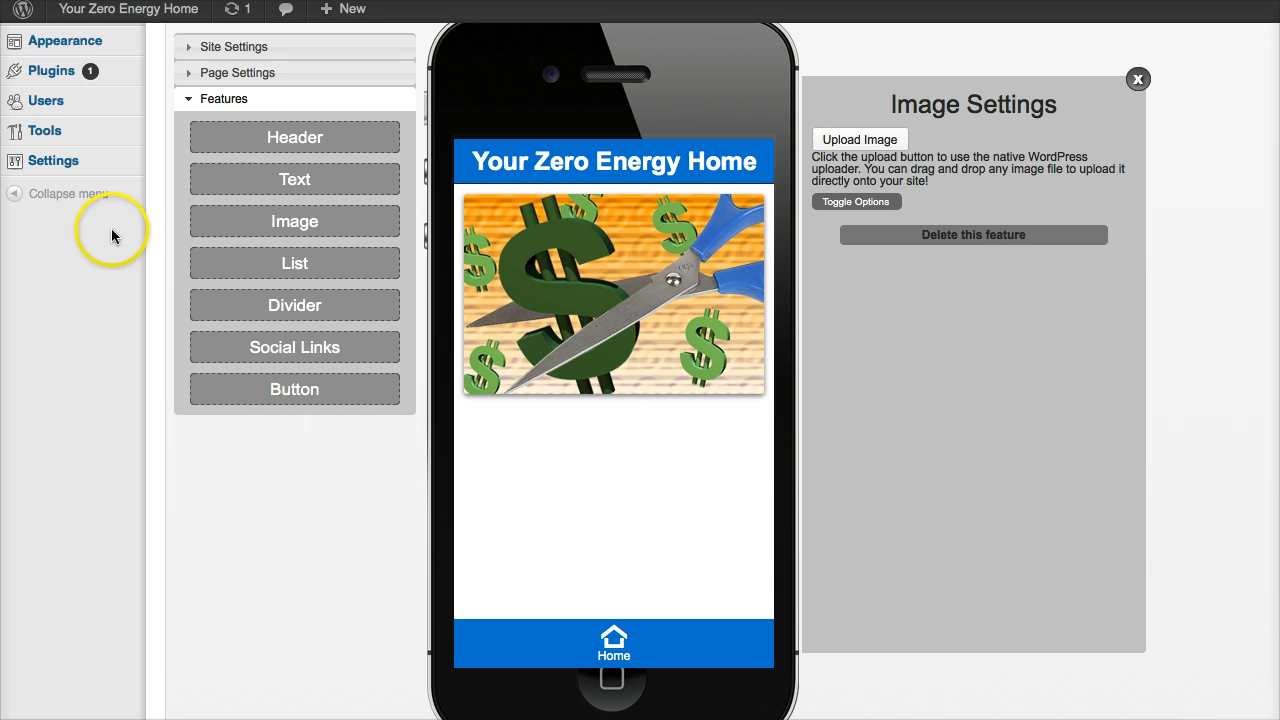 Your Zero Energy Home 1 New
Appearance
Plugins 1
Users
Tools
Settings
Collapse menu
Site Settings
Page Settings
Features
Header
Text
Image
List
Divider
Social Links
Button
Your Zero Energy Home
$ $ $ $ $ $
Home
x
Image Settings
Upload Image
Click the upload button to use the native WordPress
uploader. You can drag and drop any image file to upload it
directly onto your site!
Toggle Options
Delete this feature